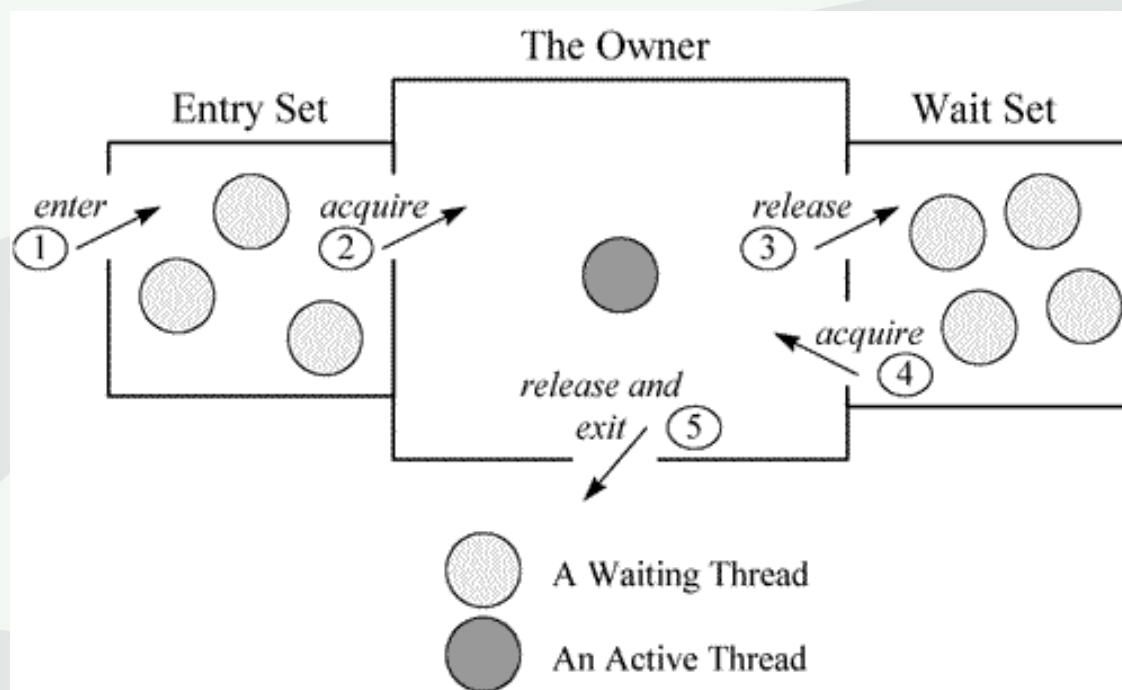 The Owner
Entry Set
Wait Set
enter
1
acquire
2
release
3
acquire
4
release and
exit
5
A Waiting Thread
An Active Thread